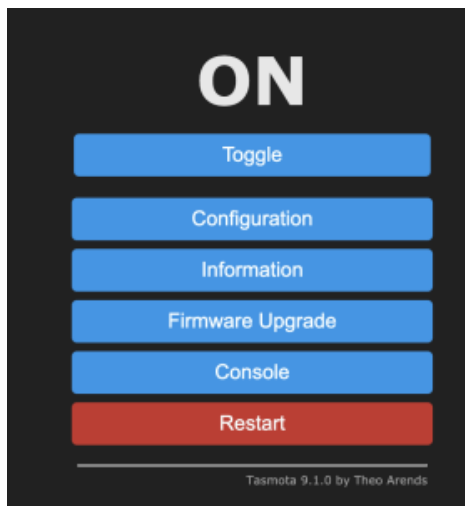 ON
Toggle
Configuration
Information
Firmware Upgrade
Console
Restart
Tasmota 9.1.0 by Theo Arends